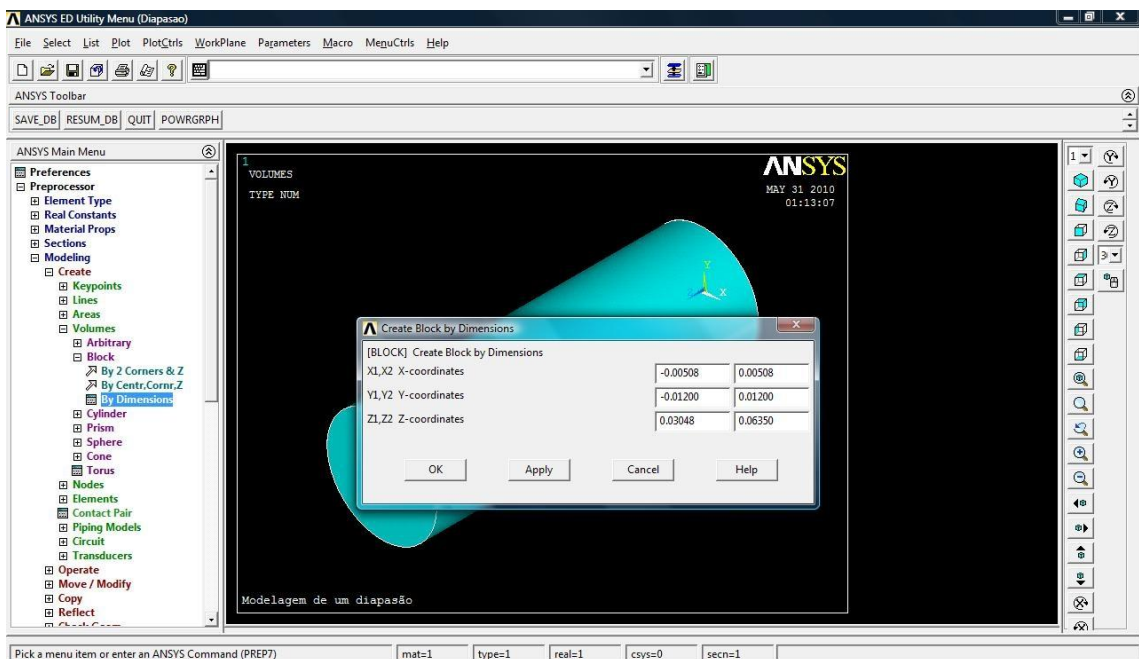 ANSYS ED Utility Menu (Diapasao)
File Select List Plot PlotCtrls WorkPlane Parameters Macro MenuCtrls Help
ANSYS Toolbar
SAVE_DB RESUM_DB QUIT POWRGRPH
ANSYS Main Menu
Preferences
Preprocessor
Element Type
Real Constants
Material Props
Sections
Modeling
Create
Keypoints
Lines
Areas
Volumes
Arbitrary
Block
By 2 Corners & Z
By Centr,Cornr,Z
By Dimensions
Cylinder
Prism
Sphere
Cone
Torus
Nodes
Elements
Contact Pair
Piping Models
Circuit
Transducers
Operate
Move / Modify
Copy
Reflect
1
VOLUMES
TYPE NUM
ANSYS
MAY 31 2010
01:13:07
Y
X
Create Block by Dimensions
[BLOCK] Create Block by Dimensions
X1,X2 X-coordinates -0.00508 0.00508
Y1,Y2 Y-coordinates -0.01200 0.01200
Z1,Z2 Z-coordinates 0.03048 0.06350
OK Apply Cancel Help
Modelagem de um diapasão
1
Pick a menu item or enter an ANSYS Command (PREP7) mat=1 type=1 real=1 csys=0 secn=1